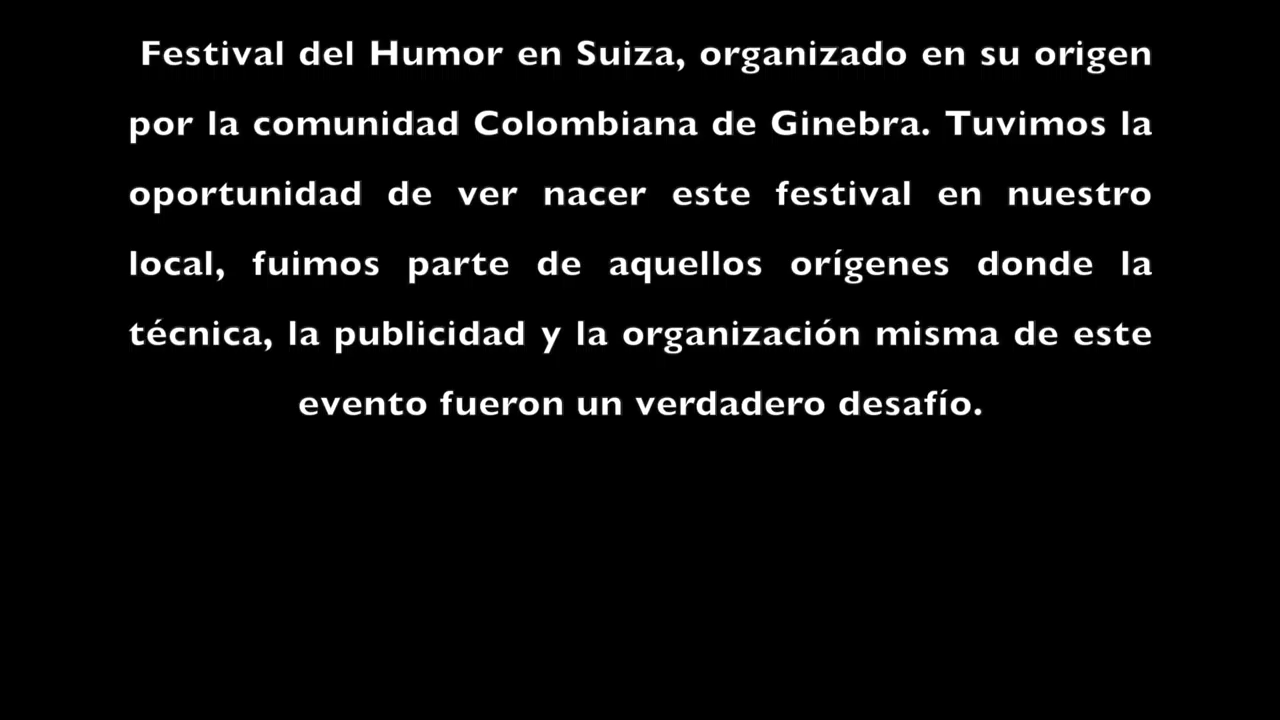 Festival del Humor en Suiza, organizado en su origen
por la comunidad Colombiana de Ginebra. Tuvimos la
oportunidad de ver nacer este festival en nuestro
local, fuimos parte de aquellos orígenes donde la
técnica, la publicidad y la organización misma de este
evento fueron un verdadero desafío.